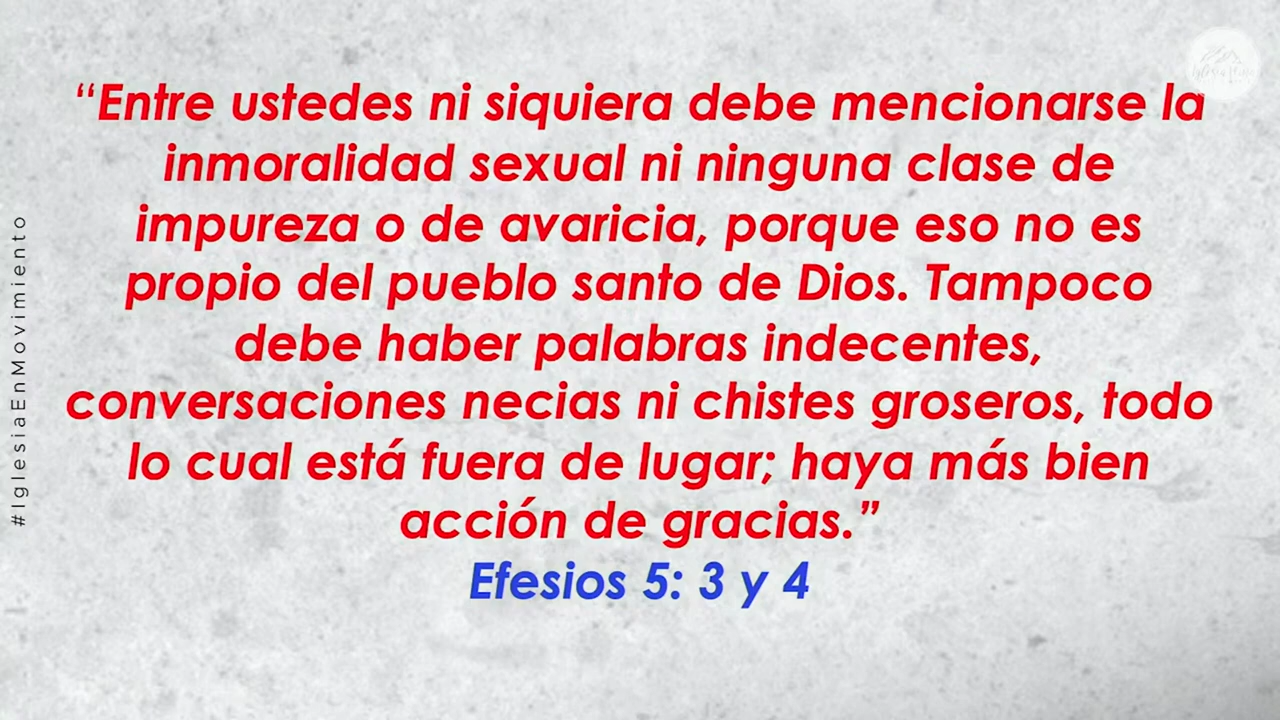 “Entre ustedes ni siquiera debe mencionarse la
inmoralidad sexual ni ninguna clase de
impureza o de avaricia, porque eso no es
propio del pueblo santo de Dios. Tampoco
debe haber palabras indecentes,
conversaciones necias ni chistes groseros, todo
lo cual está fuera de lugar; haya más bien
acción de gracias.”
Efesios 5: 3 y 4
#IglesiaEnMovimiento